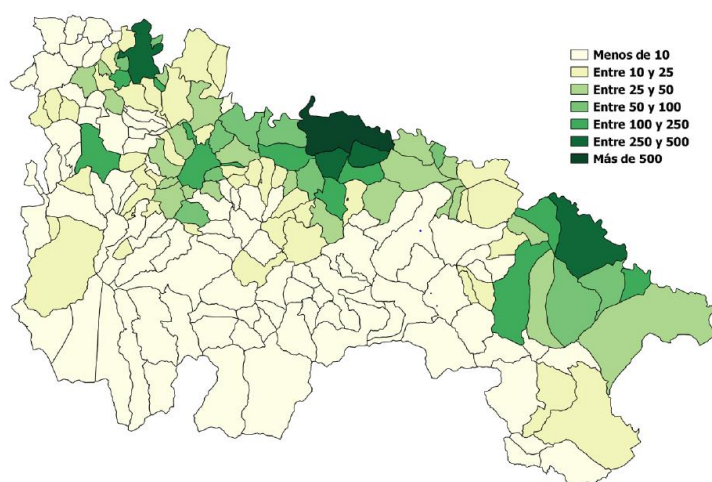 Menos de 10
Entre 10 y 25
Entre 25 y 50
Entre 50 y 100
Entre 100 y 250
Entre 250 y 500
Más de 500